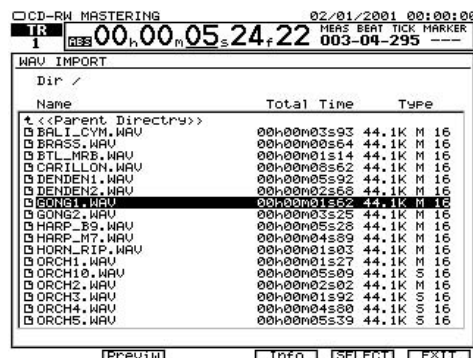 CD-RW MASTERING 02/01/2001 00:00:00
TR 1 ABS 00h00m05s24f22 MEAS BEAT TICK MARKER
003-04-295 ---
WAV IMPORT
Dir /
Name Total Time Type
<<Parent Directry>>
BALI_CYM.WAV 00h00m03s93 44.1K M 16
BRASS.WAV 00h00m00s64 44.1K M 16
BTL_MRB.WAV 00h00m01s14 44.1K M 16
CARILLON.WAV 00h00m08s62 44.1K M 16
DENDEN1.WAV 00h00m05s92 44.1K M 16
DENDEN2.WAV 00h00m02s68 44.1K M 16
GONG1.WAV 00h00m01s62 44.1K M 16
GONG2.WAV 00h00m03s25 44.1K M 16
HARP_B9.WAV 00h00m05s28 44.1K M 16
HARP_M7.WAV 00h00m04s89 44.1K M 16
HORN_RIP.WAV 00h00m01s03 44.1K M 16
ORCH1.WAV 00h00m01s27 44.1K M 16
ORCH10.WAV 00h00m05s09 44.1K S 16
ORCH2.WAV 00h00m02s02 44.1K M 16
ORCH3.WAV 00h00m01s92 44.1K S 16
ORCH4.WAV 00h00m04s80 44.1K S 16
ORCH5.WAV 00h00m05s39 44.1K S 16
Previw Info SELECT EXIT